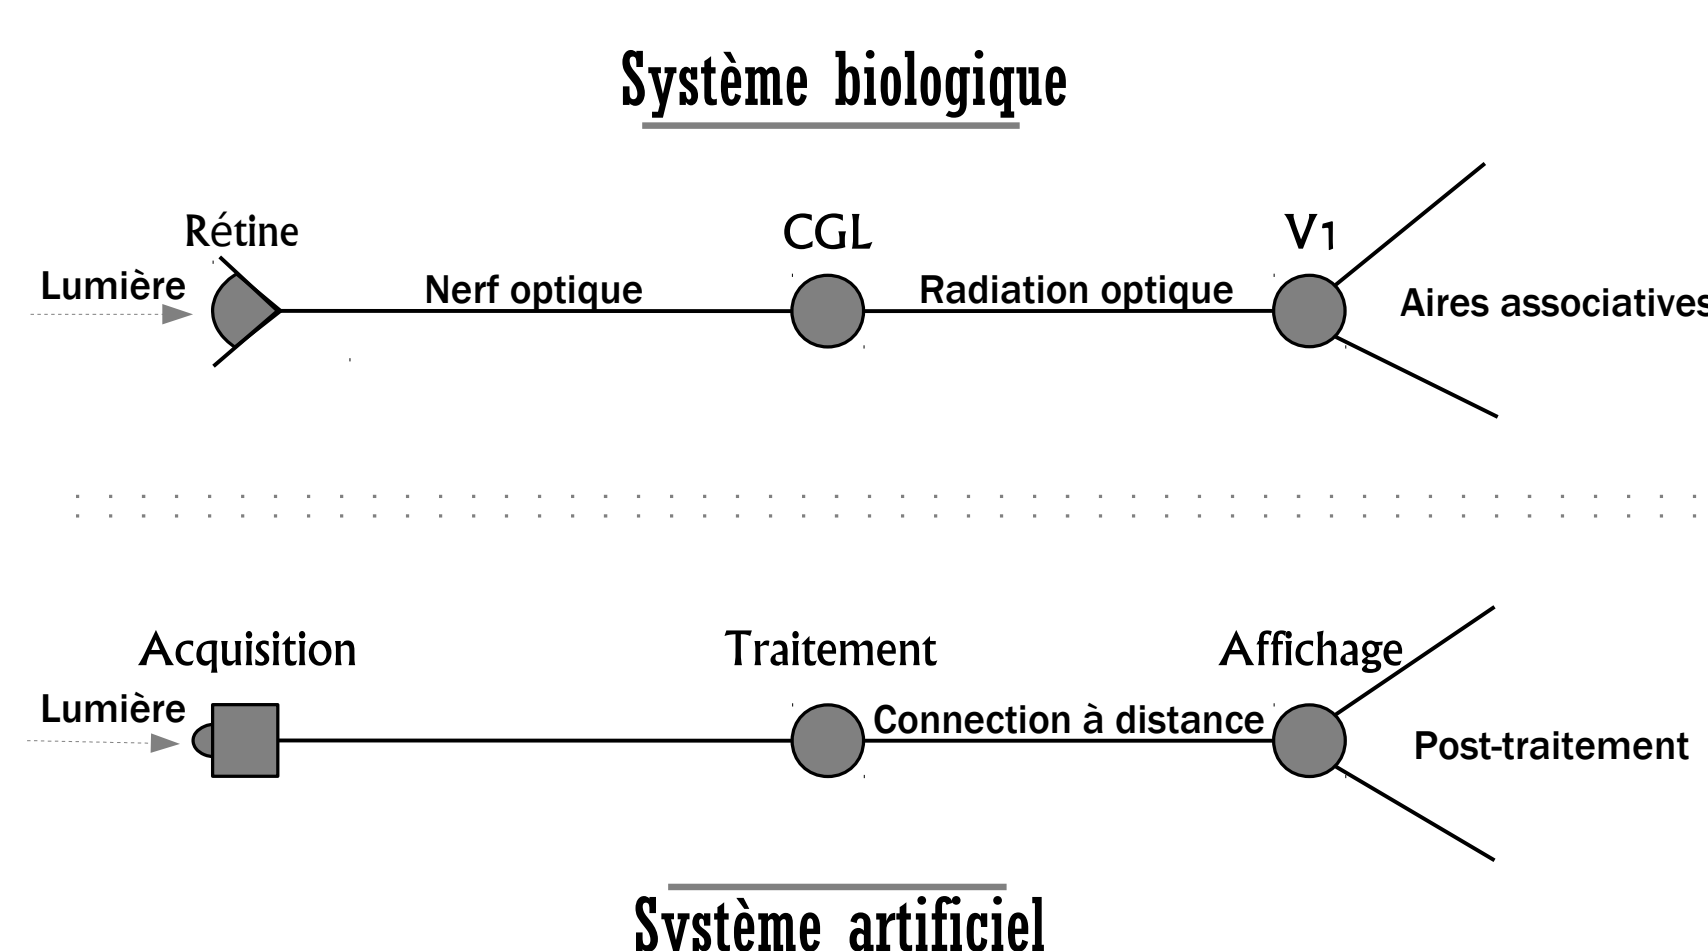 Système biologique
Rétine
CGL
V1
Lumière
Nerf optique
Radiation optique
Aires associatives
Acquisition
Traitement
Affichage
Lumière
Connection à distance
Post-traitement
Système artificiel